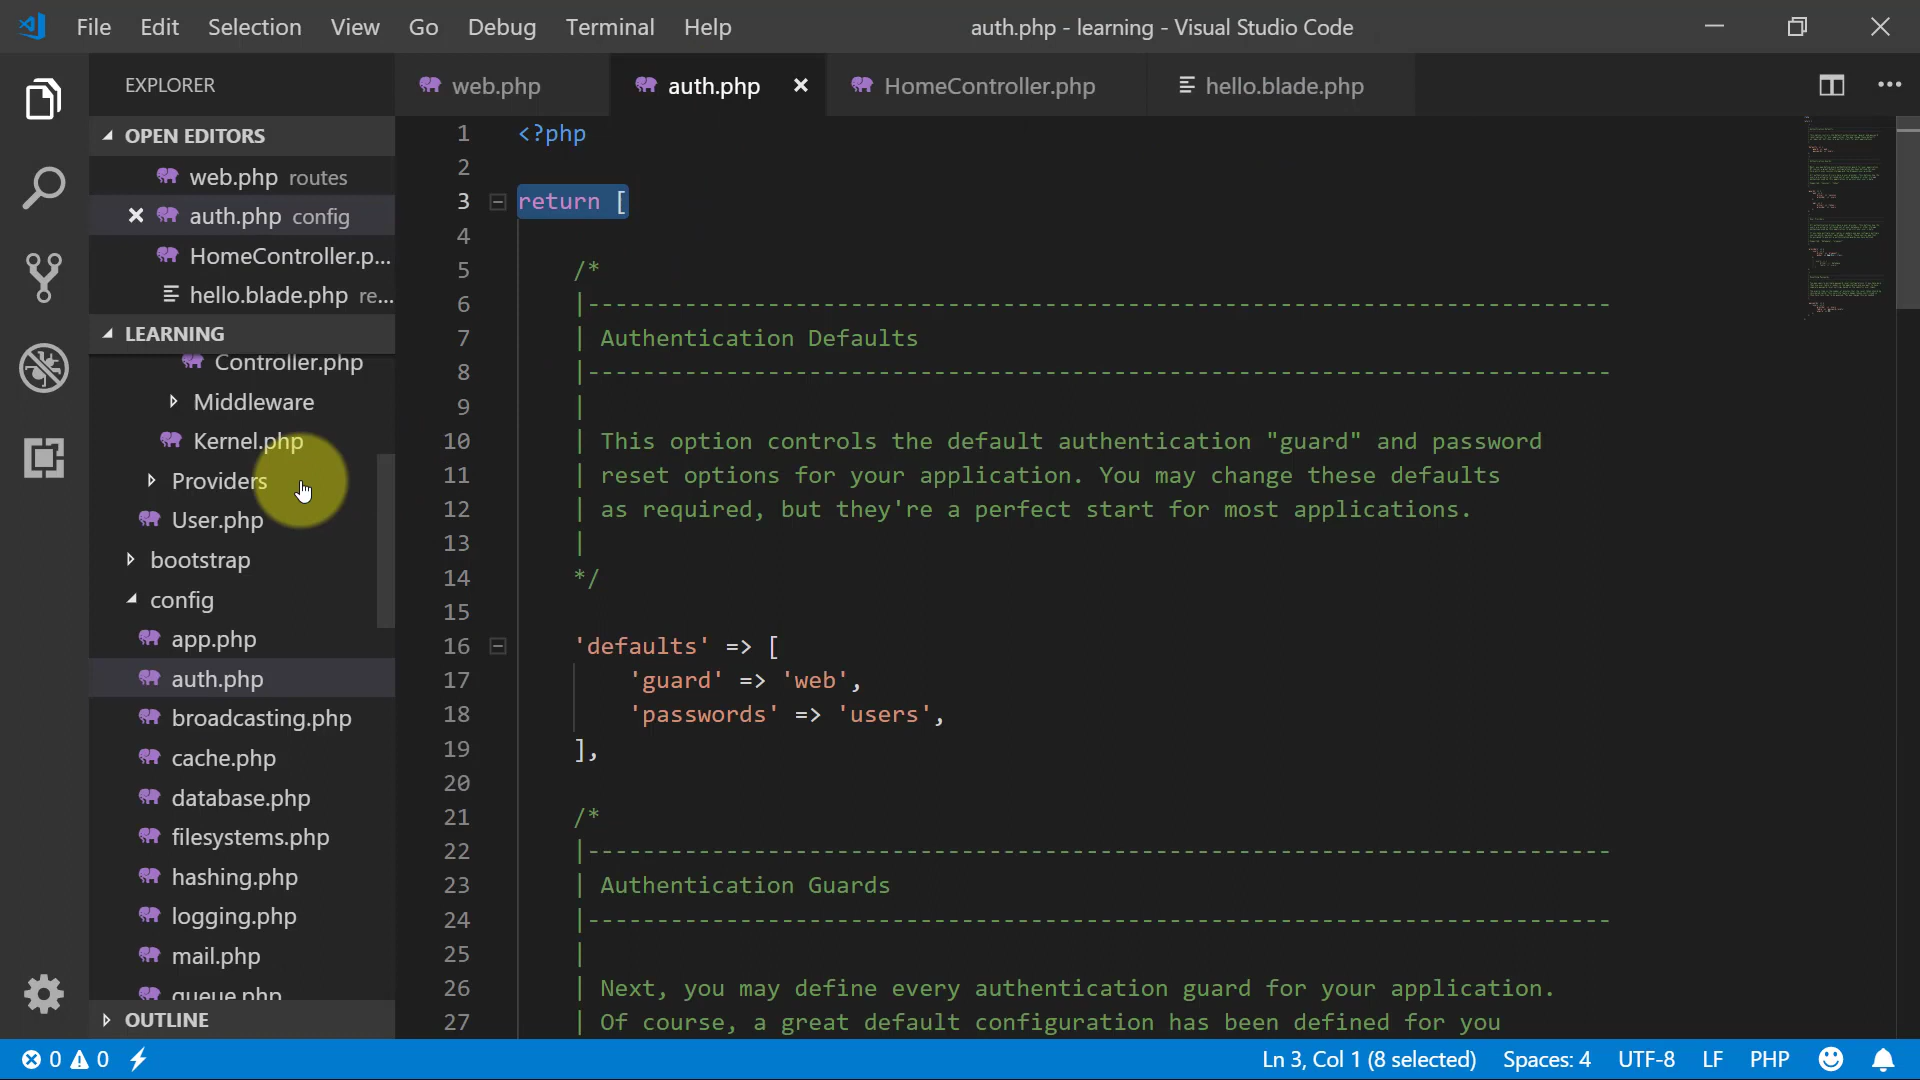 File Edit Selection View Go Debug Terminal Help
auth.php - learning - Visual Studio Code
EXPLORER
OPEN EDITORS
web.php routes
auth.php config
HomeController.p...
hello.blade.php re...
LEARNING
Controller.php
Middleware
Kernel.php
Providers
User.php
bootstrap
config
app.php
auth.php
broadcasting.php
cache.php
database.php
filesystems.php
hashing.php
logging.php
mail.php
queue.php
OUTLINE
web.php auth.php HomeController.php hello.blade.php
1 <?php
2
3 return [
4
5 /*
6 |--------------------------------------------------------------------------
7 | Authentication Defaults
8 |--------------------------------------------------------------------------
9 |
10 | This option controls the default authentication "guard" and password
11 | reset options for your application. You may change these defaults
12 | as required, but they're a perfect start for most applications.
13 |
14 */
15
16 'defaults' => [
17 'guard' => 'web',
18 'passwords' => 'users',
19 ],
20
21 /*
22 |--------------------------------------------------------------------------
23 | Authentication Guards
24 |--------------------------------------------------------------------------
25 |
26 | Next, you may define every authentication guard for your application.
27 | Of course, a great default configuration has been defined for you
0 0
Ln 3, Col 1 (8 selected) Spaces: 4 UTF-8 LF PHP